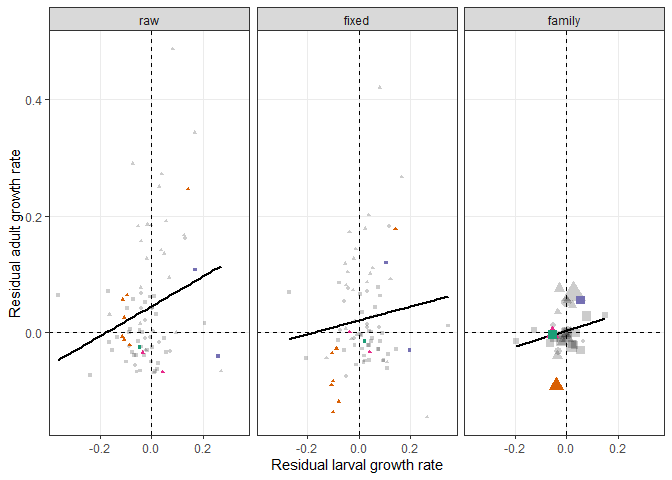 raw fixed family
Residual adult growth rate
0.4
0.2
0.0
-0.2 0.0 0.2 -0.2 0.0 0.2 -0.2 0.0 0.2
Residual larval growth rate